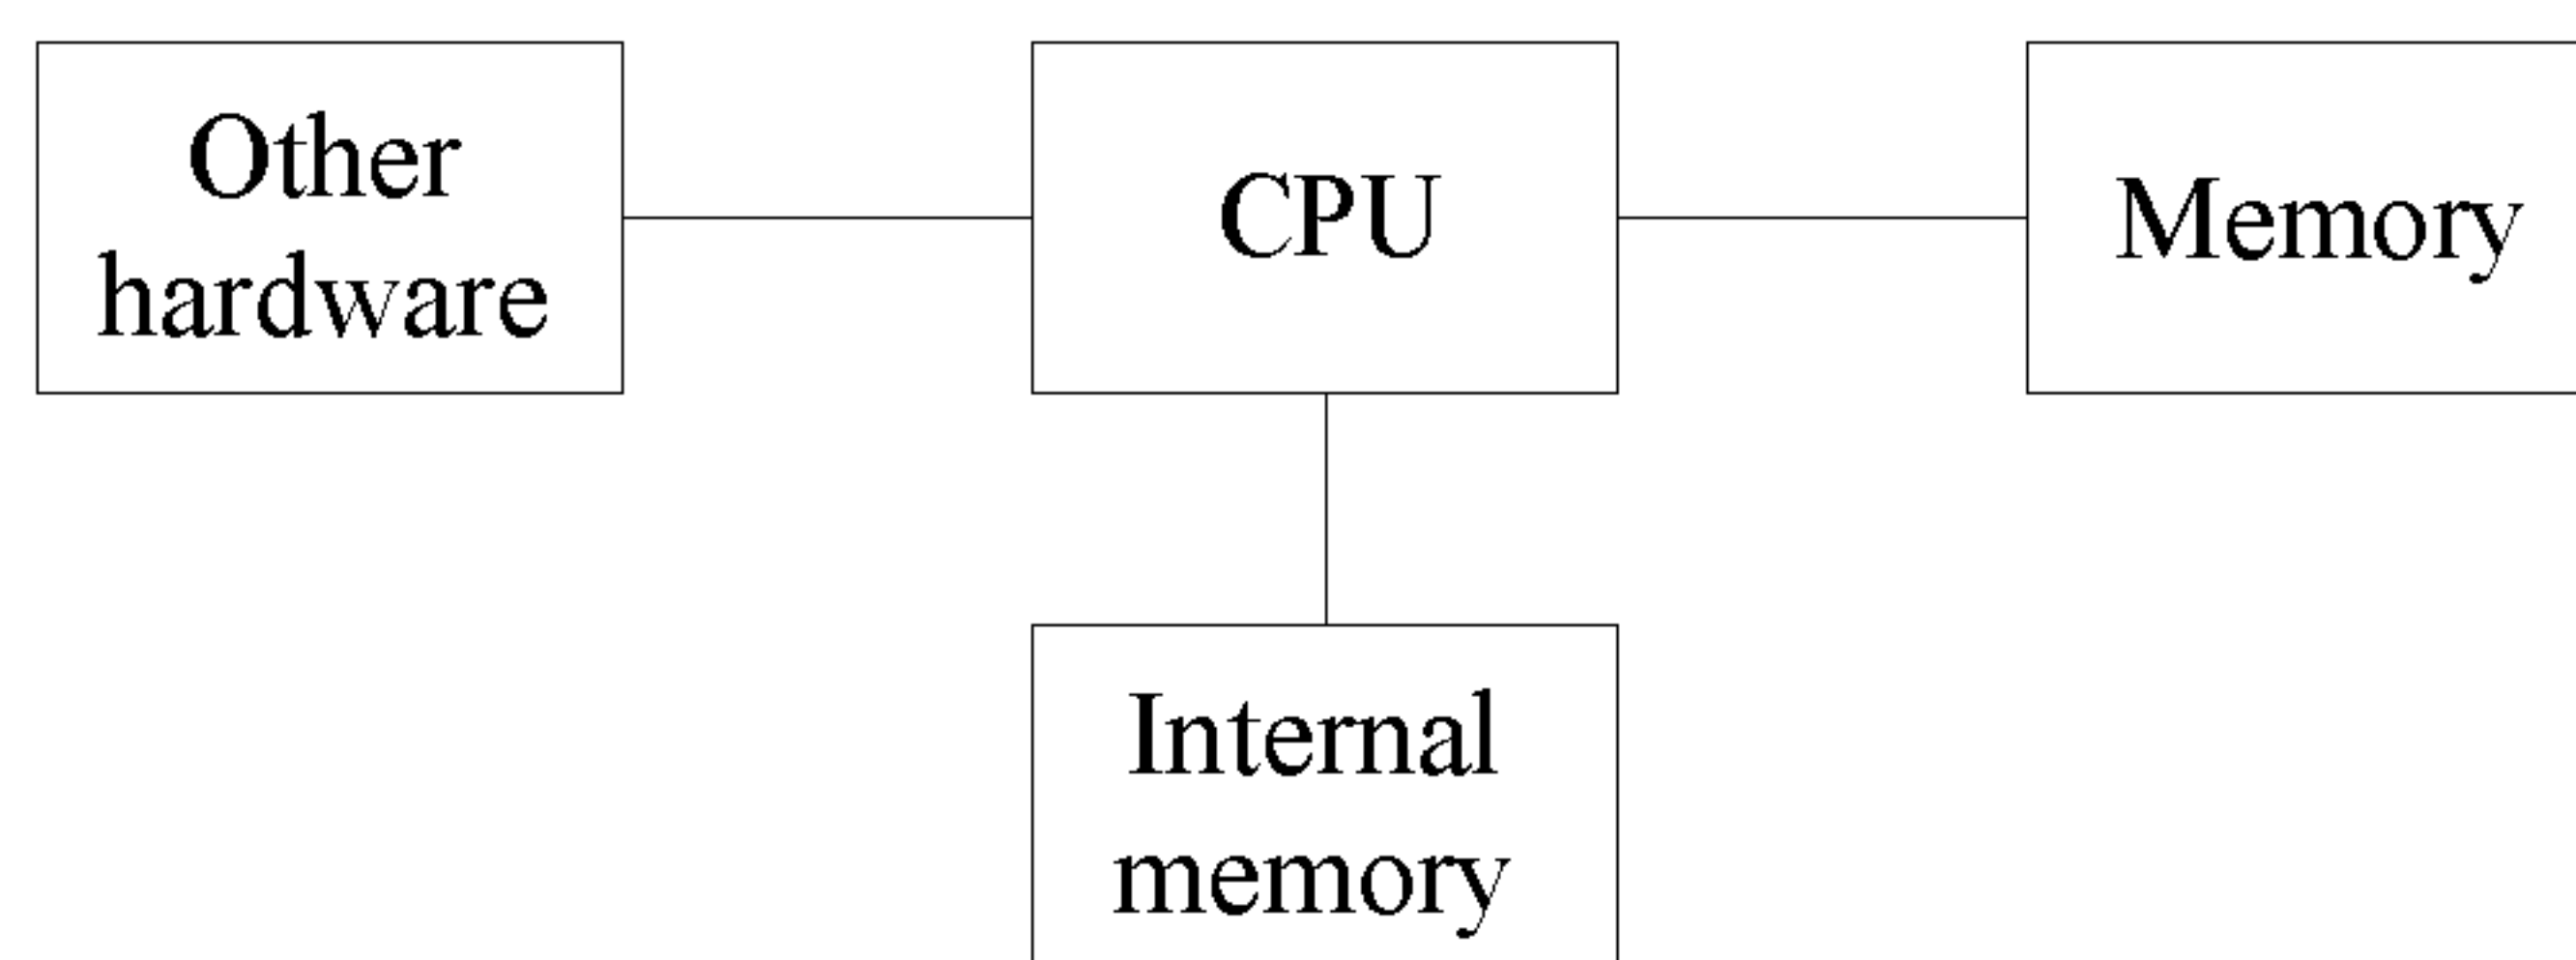 Other
hardware
CPU
Memory
Internal
memory